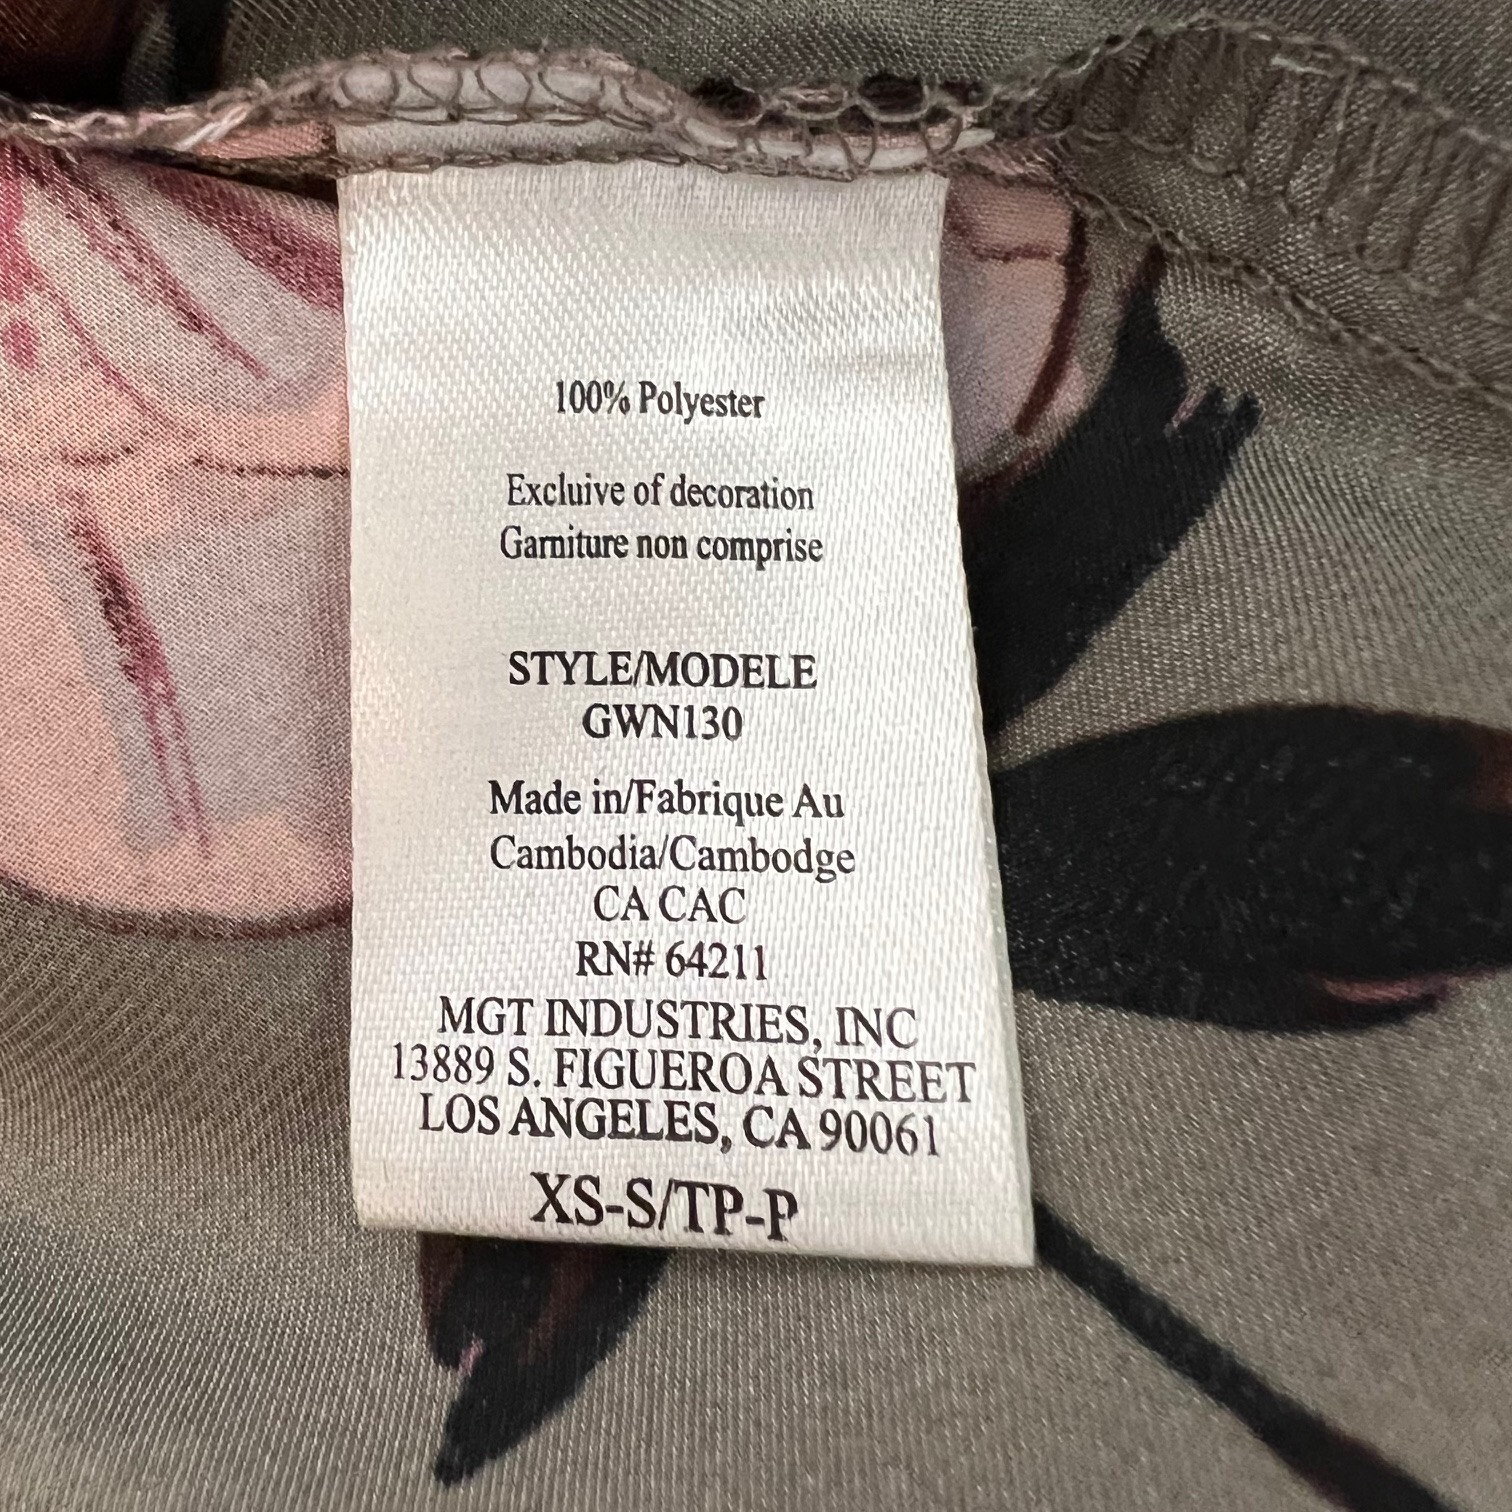 100% Polyester
Excluive of decoration
Garniture non comprise
STYLE/MODELE
GWN130
Made in/Fabrique Au
Cambodia/Cambodge
CA CAC
RN# 64211
MGT INDUSTRIES, INC
13889 S. FIGUEROA STREET
LOS ANGELES, CA 90061
XS-S/TP-P